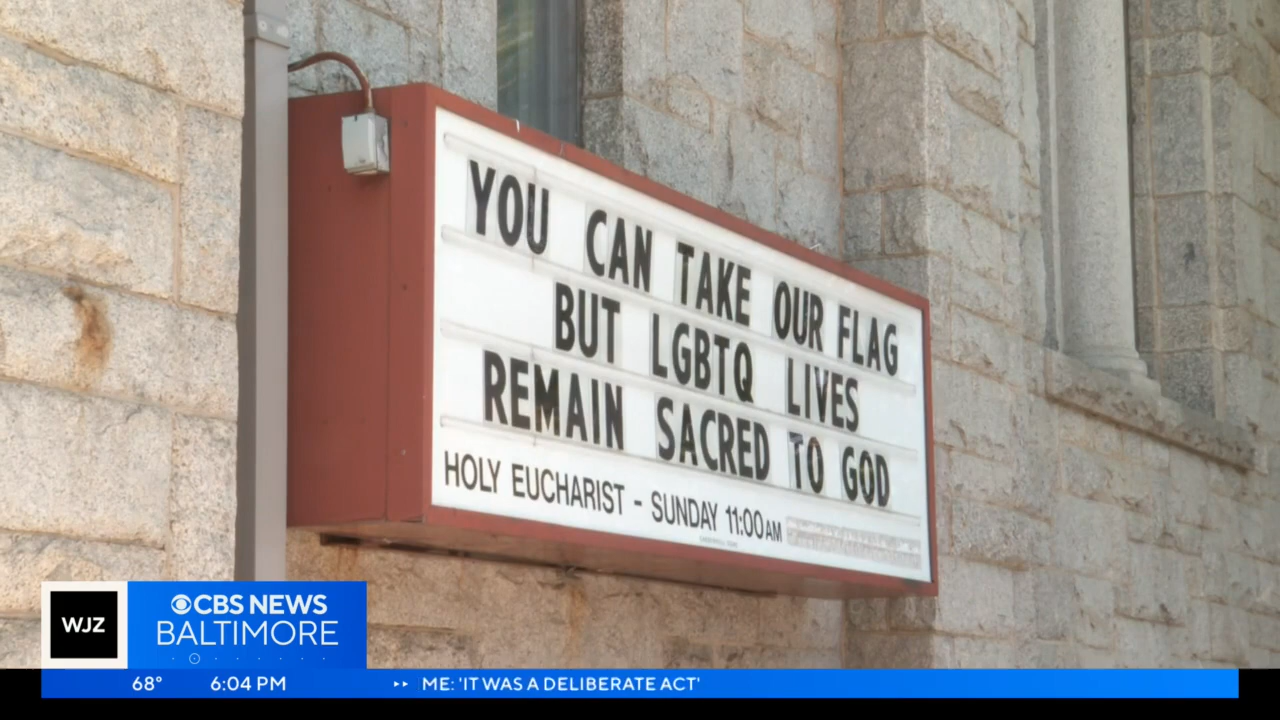 YOU CAN TAKE OUR FLAG
BUT LGBTQ LIVES
REMAIN SACRED TO GOD
HOLY EUCHARIST - SUNDAY 11:00AM
WJZ
CBS NEWS
BALTIMORE
68° 6:04 PM ME: 'IT WAS A DELIBERATE ACT'